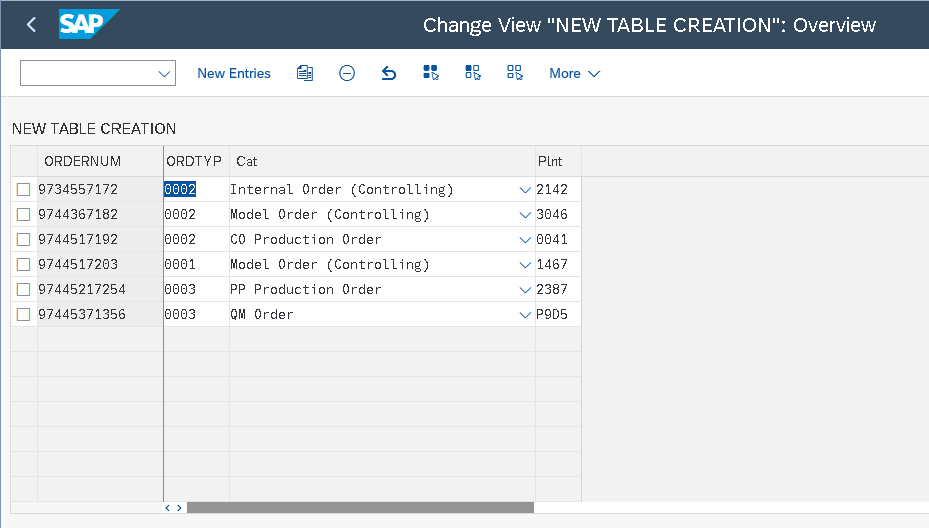 SAP Change View "NEW TABLE CREATION": Overview
New Entries More
NEW TABLE CREATION
ORDERNUM ORDTYP Cat Plnt
9734557172 0002 Internal Order (Controlling) 2142
9744367182 0002 Model Order (Controlling) 3046
9744517192 0002 CO Production Order 0041
9744517203 0001 Model Order (Controlling) 1467
97445217254 0003 PP Production Order 2387
97445371356 0003 QM Order P9D5